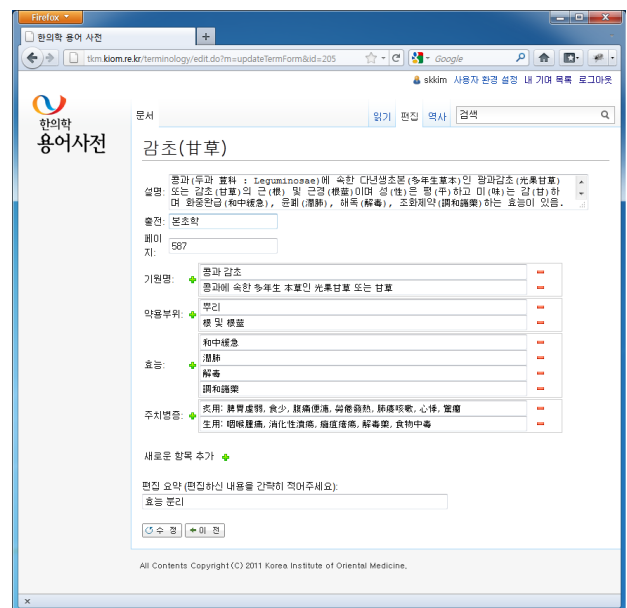 Firefox
한의학 용어 사전
tkm.kiom.re.kr/terminology/edit.do?m=updateTermForm&id=205
Google
skkim 사용자 환경 설정 내 기여 목록 로그아웃
한의학
용어사전
문서
읽기 편집 역사 검색
감초(甘草)
설명: 콩과(두과 荳科 : Leguminosae)에 속한 다년생초본(多年生草本)인 광과감초(光果甘草)
또는 감초(甘草)의 근(根) 및 근경(根莖)이며 성(性)은 평(平)하고 미(味)는 감(甘)하
며 화중완급(和中緩急), 윤폐(潤肺), 해독(解毒), 조화제약(調和諸藥)하는 효능이 있음.
출전: 본초학
페이지: 587
기원명: 콩과 감초
콩과에 속한 多年生 本草인 光果甘草 또는 甘草
약용부위: 뿌리
根 및 根莖
효능: 和中緩急
潤肺
解毒
調和諸藥
주치병증: 炙用: 脾胃虛弱, 食少, 腹痛便溏, 勞倦發熱, 肺痿咳嗽, 心悸, 驚癎
生用: 咽喉腫痛, 消化性潰瘍, 癰疽瘡瘍, 解毒藥, 食物中毒
새로운 항목 추가
편집 요약 (편집하신 내용을 간략히 적어주세요):
효능 분리
수 정 이 전
All Contents Copyright (C) 2011 Korea Institute of Oriental Medicine.